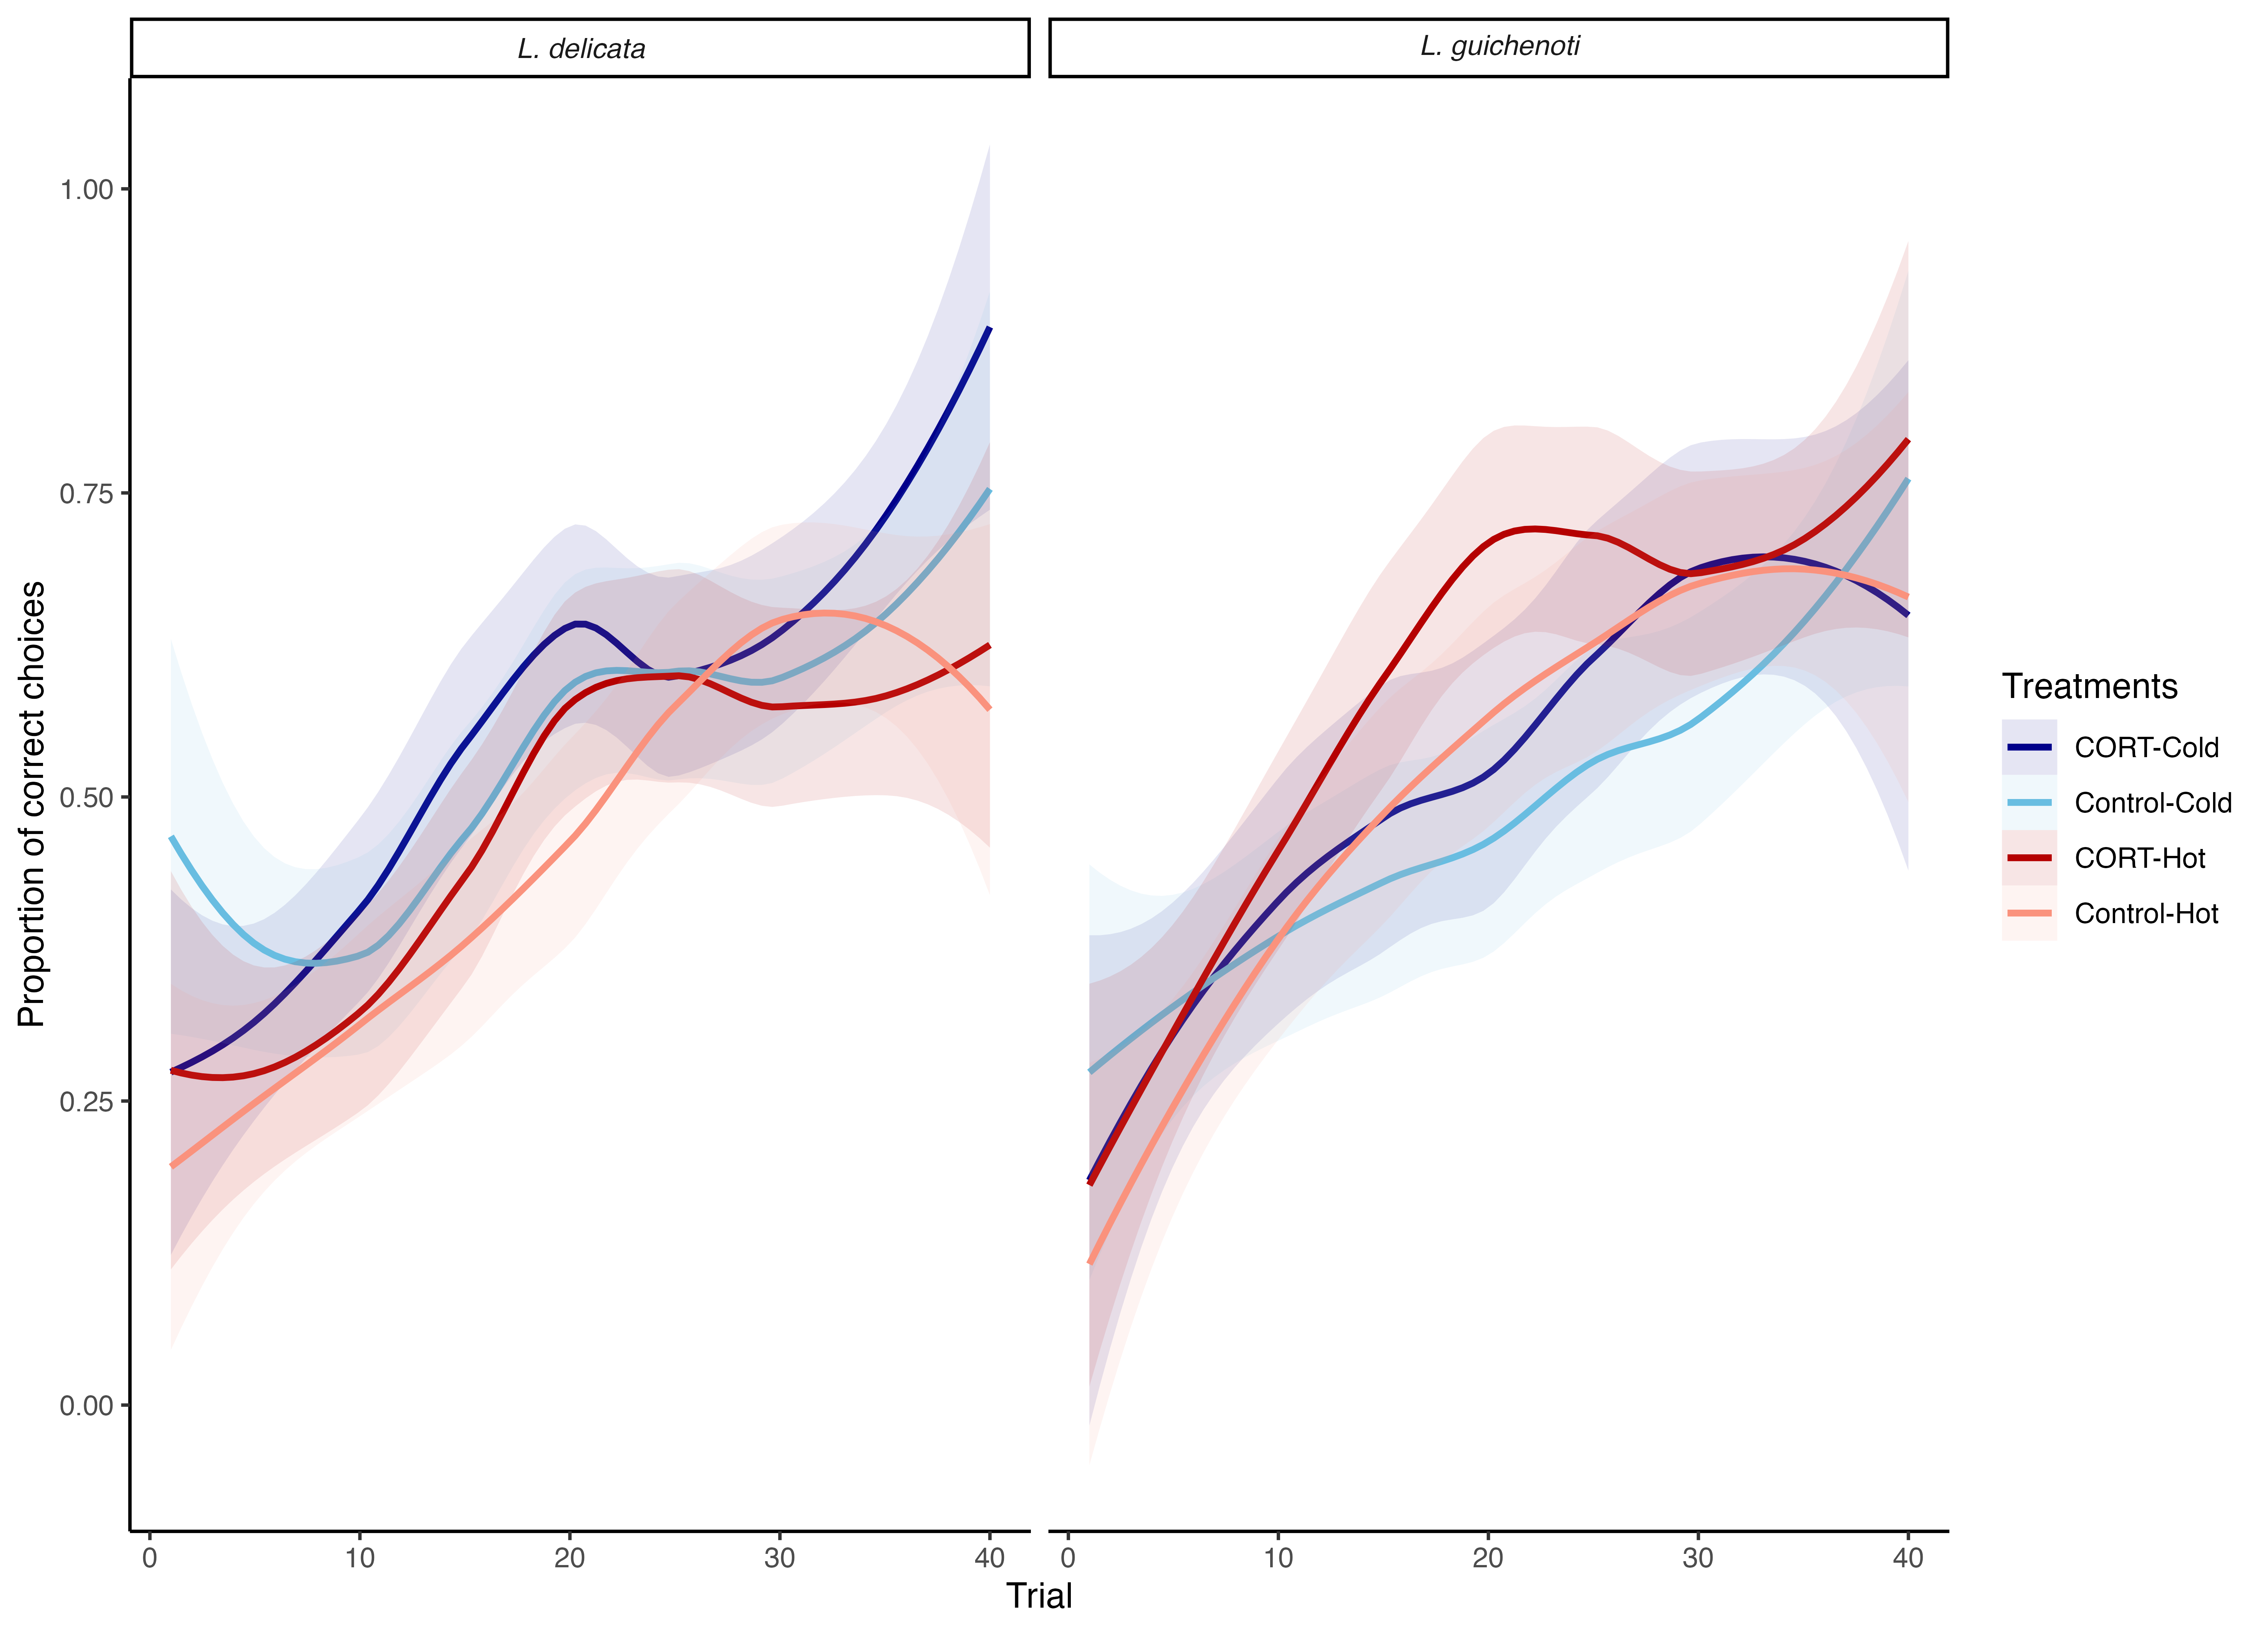 L. delicata
L. guichenoti
Proportion of correct choices
1.00
0.75
0.50
0.25
0.00
0 10 20 30 40
0 10 20 30 40
Trial
Treatments
CORT-Cold
Control-Cold
CORT-Hot
Control-Hot